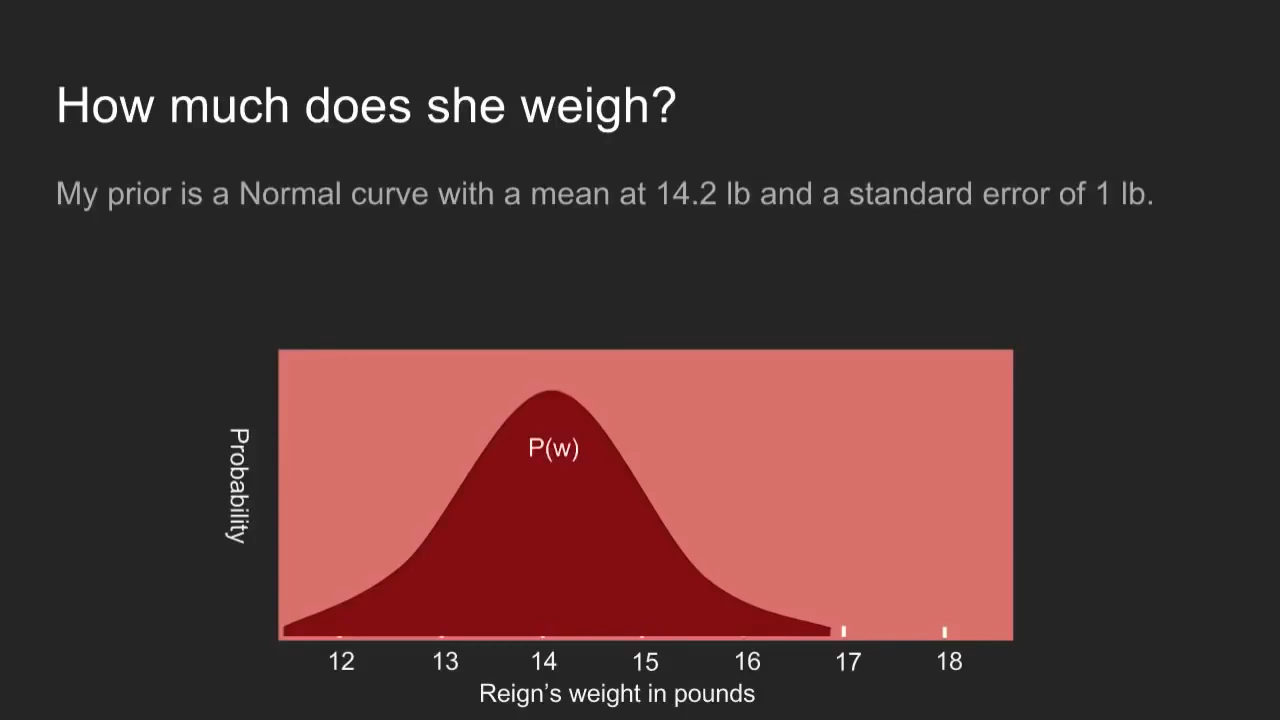 How much does she weigh?
My prior is a Normal curve with a mean at 14.2 lb and a standard error of 1 lb.
Probability
P(w)
12 13 14 15 16 17 18
Reign’s weight in pounds